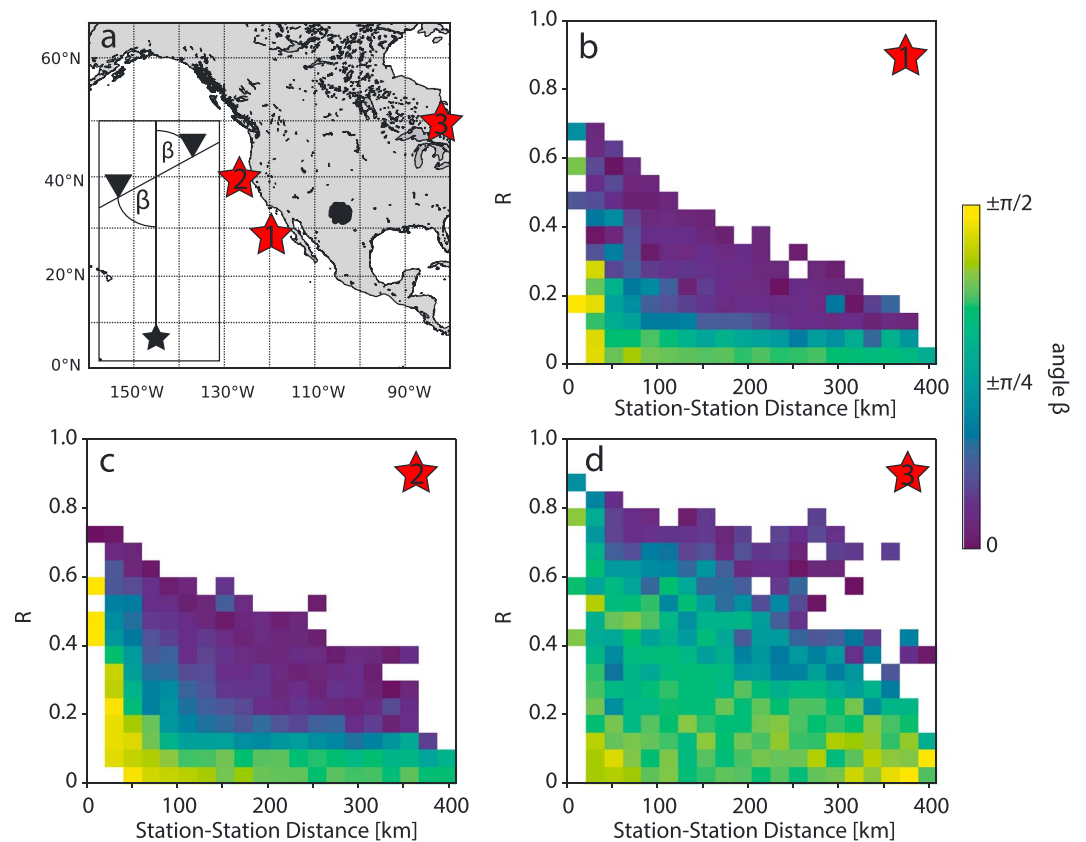 a
60°N
40°N
20°N
0°N
150°W
130°W
110°W
90°W
β
β
1
2
3
b
1
R
1.0
0.8
0.6
0.4
0.2
0
0
100
200
300
400
Station-Station Distance [km]
±π/2
±π/4
0
angle β
c
2
R
1.0
0.8
0.6
0.4
0.2
0
0
100
200
300
400
Station-Station Distance [km]
d
3
R
1.0
0.8
0.6
0.4
0.2
0
0
100
200
300
400
Station-Station Distance [km]